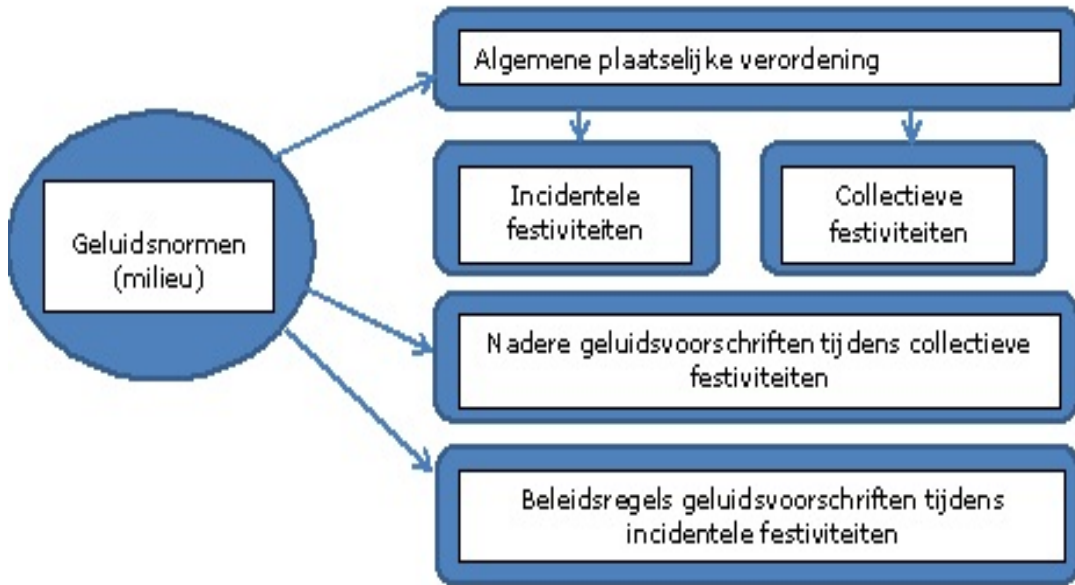 Algemene plaatselijke verordening
Incidentele
festiviteiten
Collectieve
festiviteiten
Geluidsnormen
(milieu)
Nadere geluidsvoorschriften tijdens collectieve
festiviteiten
Beleidsregels geluidsvoorschriften tijdens
incidentele festiviteiten